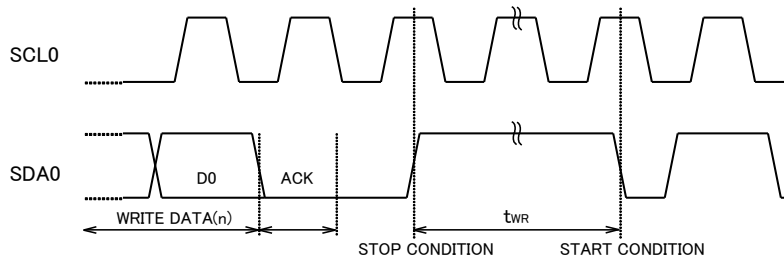 SCL0
SDA0
D0
ACK
WRITE DATA(n)
tWR
STOP CONDITION
START CONDITION